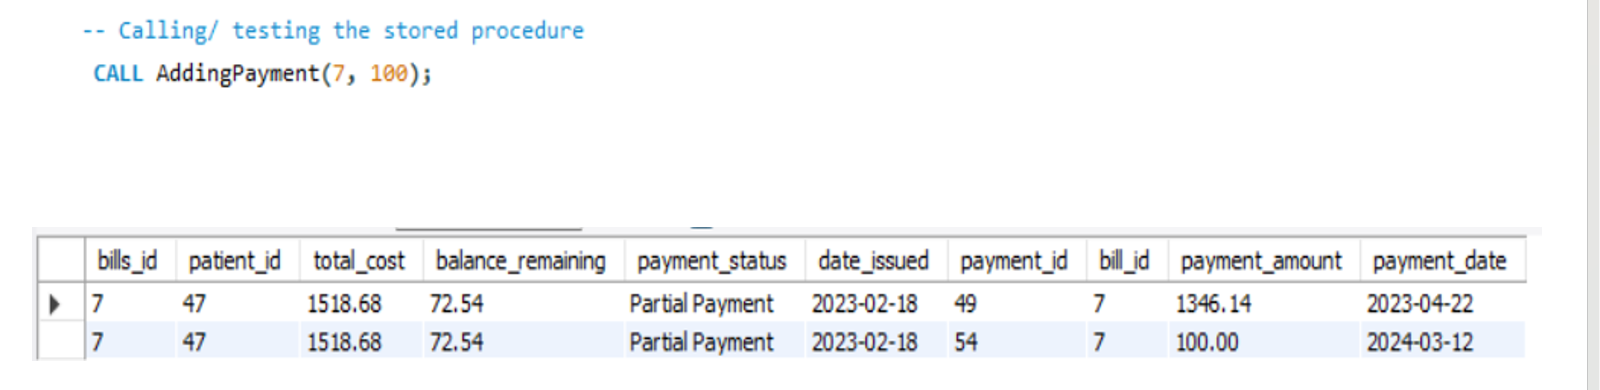 -- Calling/ testing the stored procedure
CALL AddingPayment(7, 100);
bills_id patient_id total_cost balance_remaining payment_status date_issued payment_id bill_id payment_amount payment_date
7 47 1518.68 72.54 Partial Payment 2023-02-18 49 7 1346.14 2023-04-22
7 47 1518.68 72.54 Partial Payment 2023-02-18 54 7 100.00 2024-03-12